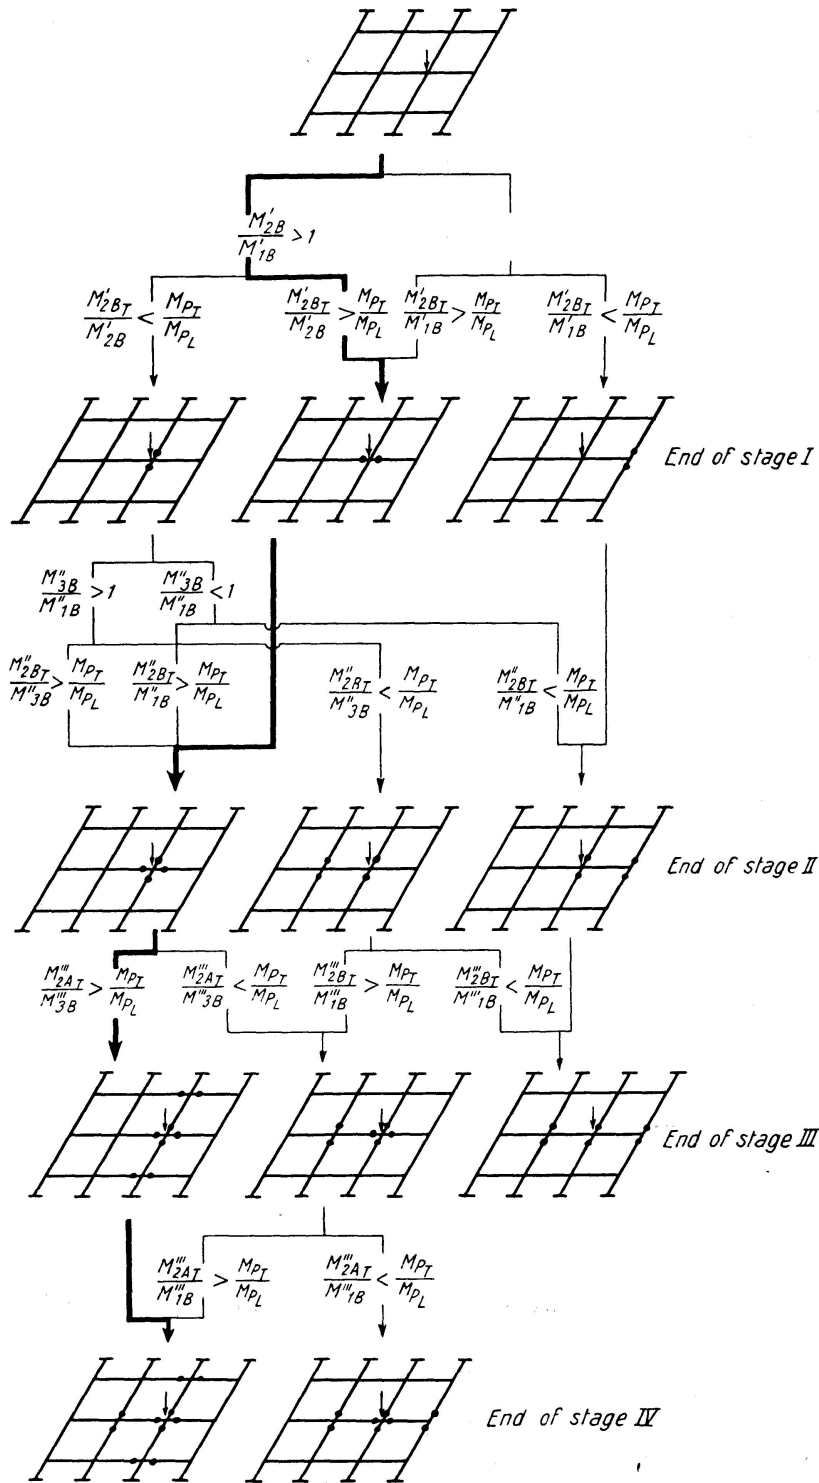 M'2B / M'1B > 1
M'2BT / M'2B < MPT / MPL
M'2BT / M'2B > MPT / MPL
M'2BT / M'1B > MPT / MPL
M'2BT / M'1B < MPT / MPL
End of stage I
M"3B / M"1B > 1
M"3B / M"1B < 1
M"2BT / M"3B > MPT / MPL
M"2BT / M"1B > MPT / MPL
M"2BT / M"3B < MPT / MPL
M"2BT / M"1B < MPT / MPL
End of stage II
M'''2AT / M'''3B > MPT / MPL
M'''2AT / M'''3B < MPT / MPL
M'''2BT / M'''1B > MPT / MPL
M'''2BT / M'''1B < MPT / MPL
End of stage III
M'''2AT / M'''1B > MPT / MPL
M'''2AT / M'''1B < MPT / MPL
End of stage IV